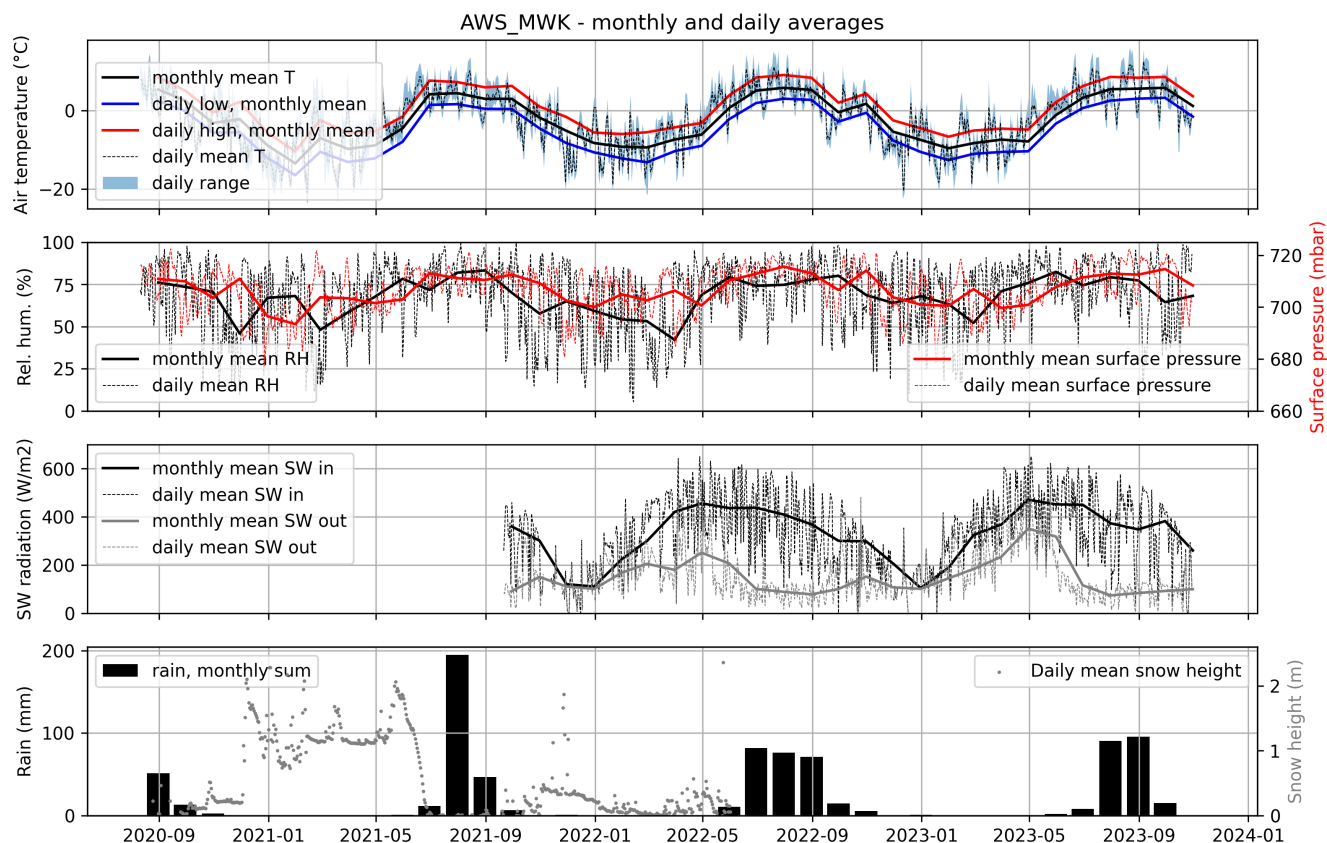 AWS_MWK - monthly and daily averages
Air temperature (°C)
0
−20
monthly mean T
daily low, monthly mean
daily high, monthly mean
daily mean T
daily range
Rel. hum. (%)
100
75
50
25
0
monthly mean RH
daily mean RH
monthly mean surface pressure
daily mean surface pressure
720
700
680
660
Surface pressure (mbar)
SW radiation (W/m2)
600
400
200
0
monthly mean SW in
daily mean SW in
monthly mean SW out
daily mean SW out
Rain (mm)
200
100
0
rain, monthly sum
Daily mean snow height
2
1
0
Snow height (m)
2020-09 2021-01 2021-05 2021-09 2022-01 2022-05 2022-09 2023-01 2023-05 2023-09 2024-01